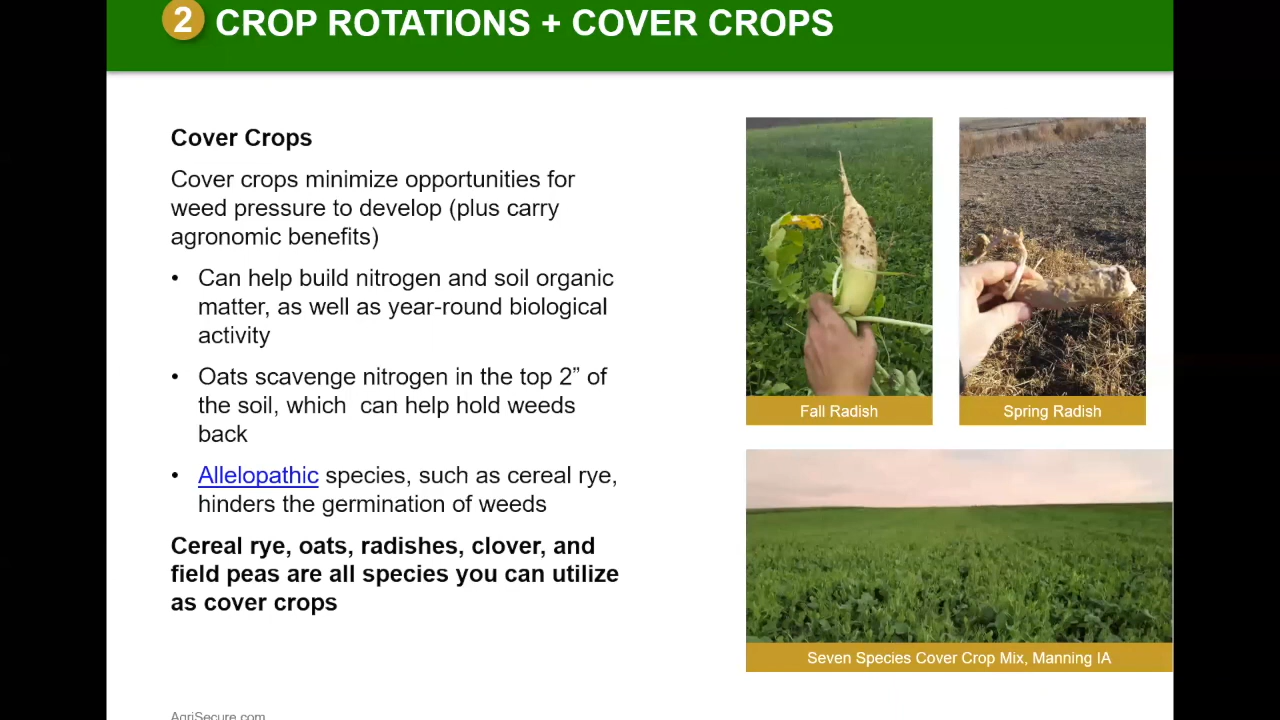 2 CROP ROTATIONS + COVER CROPS
Cover Crops
Cover crops minimize opportunities for
weed pressure to develop (plus carry
agronomic benefits)
• Can help build nitrogen and soil organic
matter, as well as year-round biological
activity
• Oats scavenge nitrogen in the top 2” of
the soil, which can help hold weeds
back
• Allelopathic species, such as cereal rye,
hinders the germination of weeds
Cereal rye, oats, radishes, clover, and
field peas are all species you can utilize
as cover crops
Fall Radish
Spring Radish
Seven Species Cover Crop Mix, Manning IA
AgriSecure.com